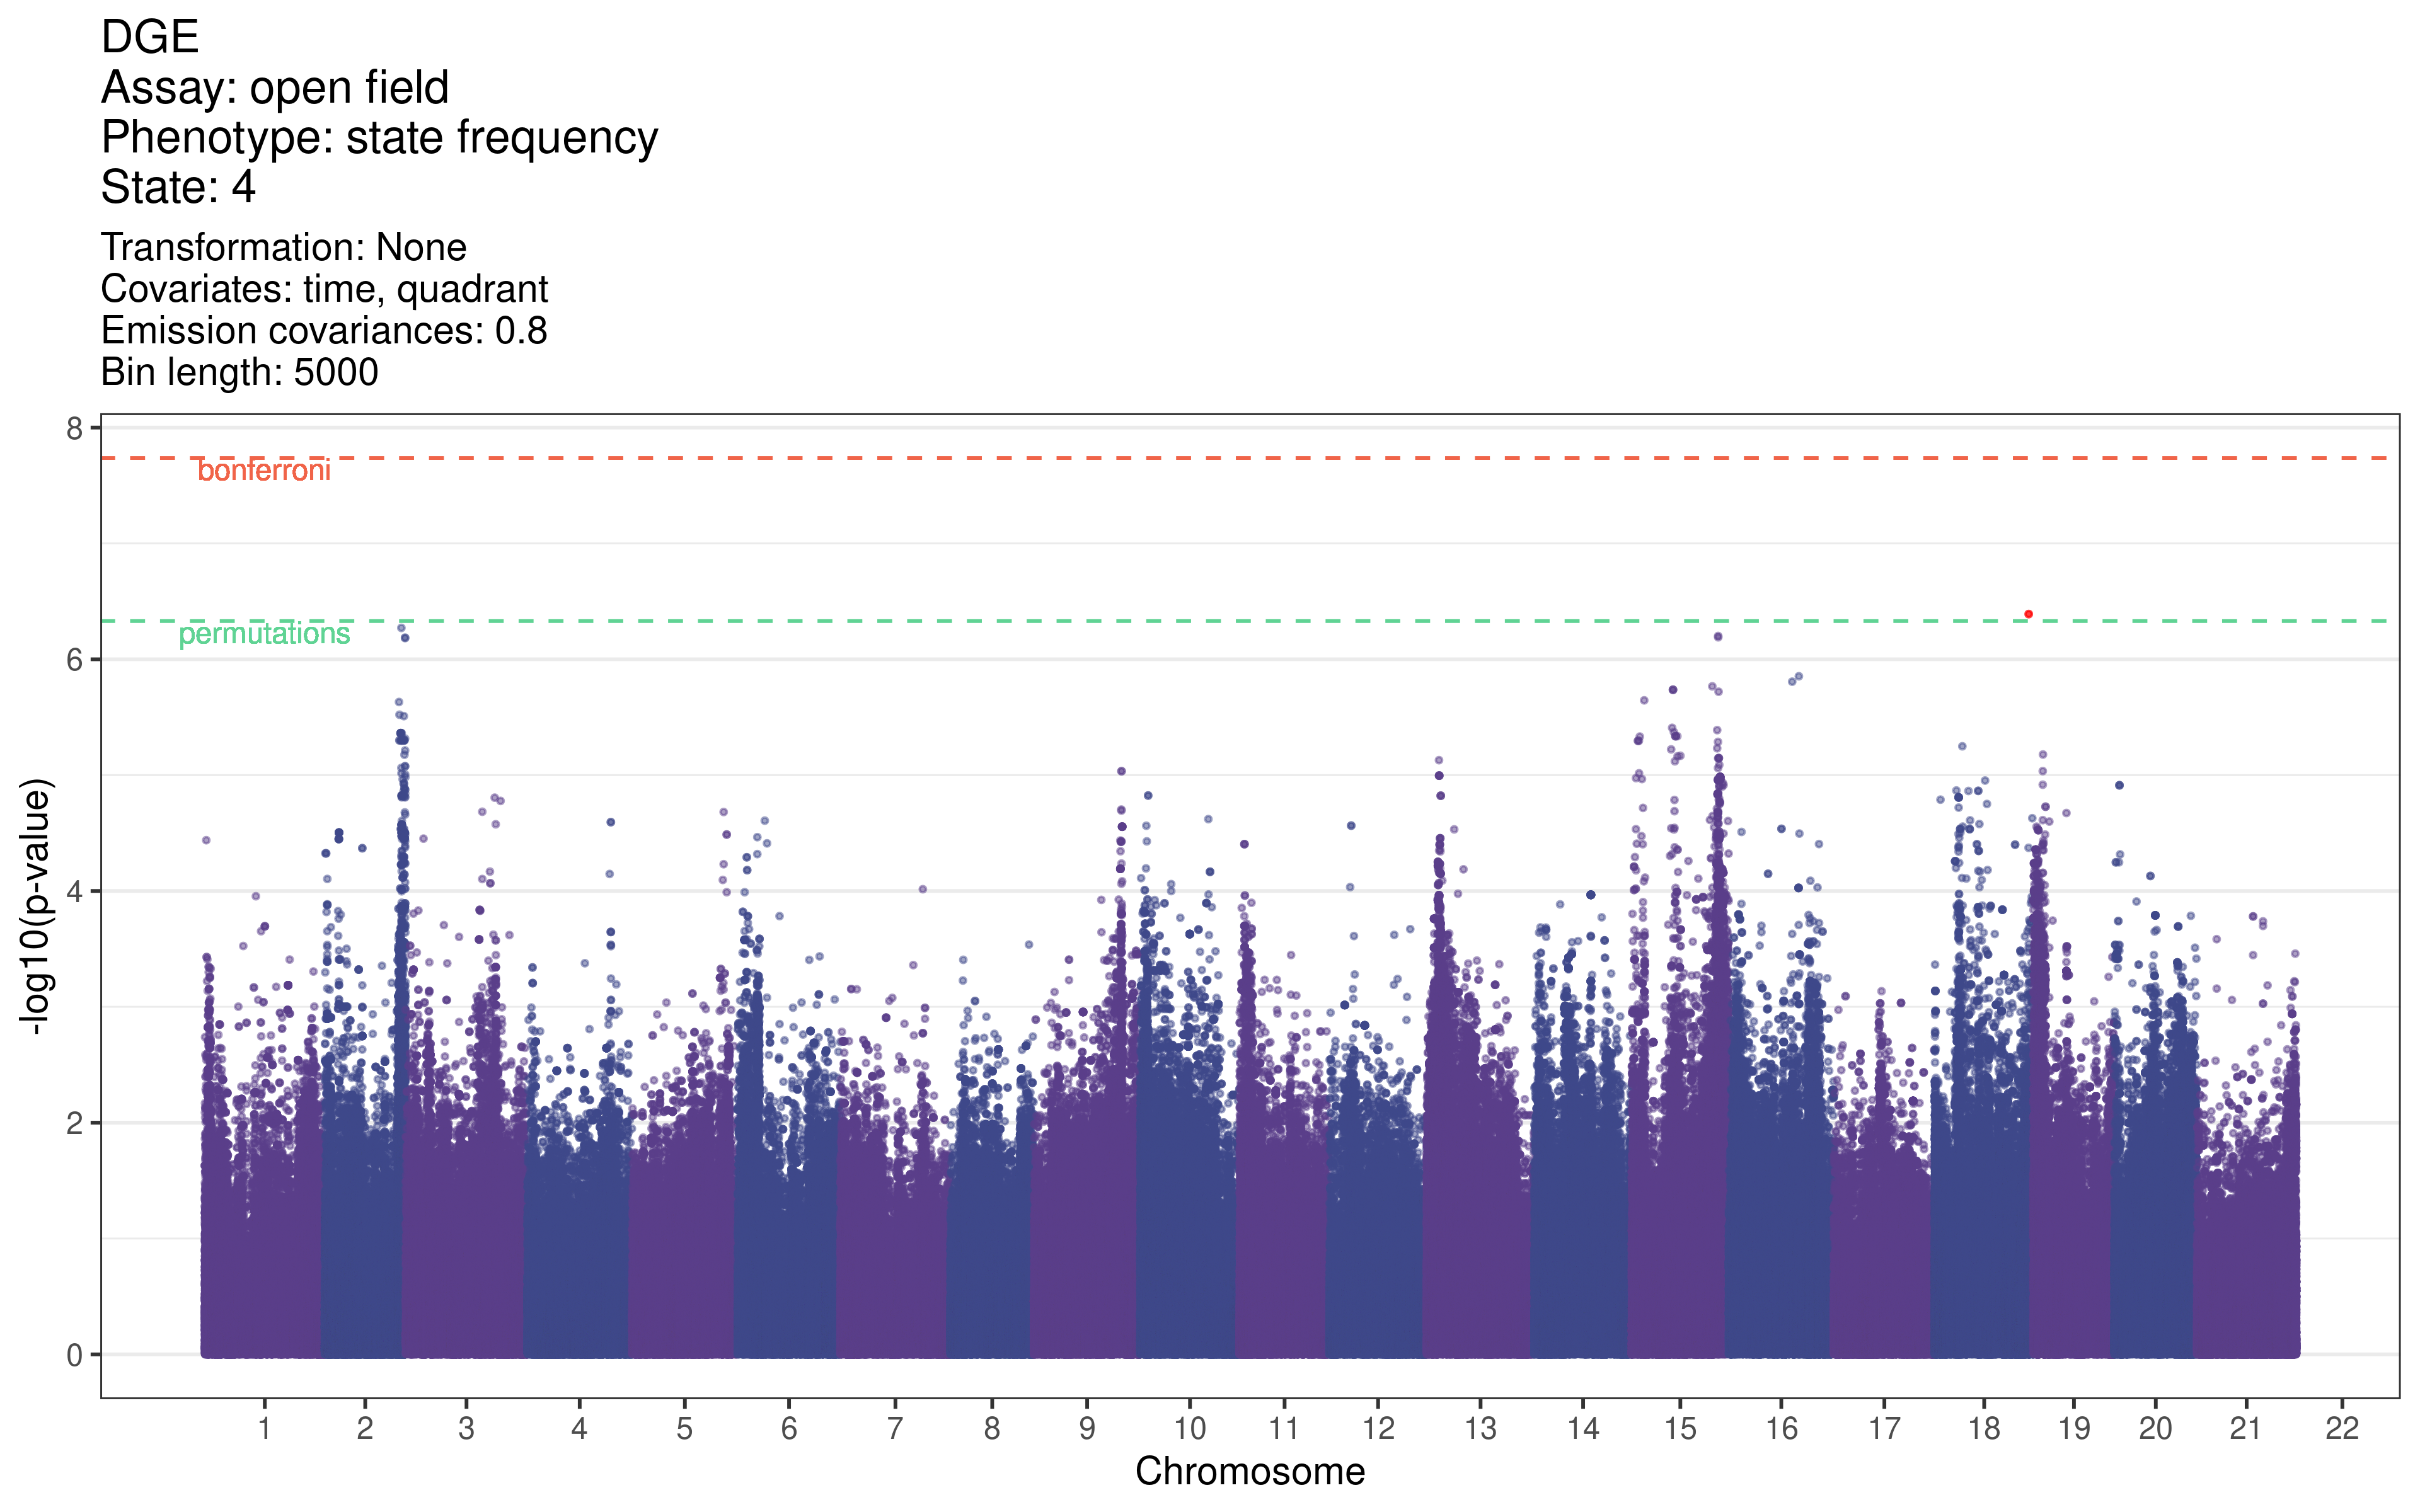 DGE
Assay: open field
Phenotype: state frequency
State: 4
Transformation: None
Covariates: time, quadrant
Emission covariances: 0.8
Bin length: 5000
8
bonferroni
permutations
6
4
2
0
-log10(p-value)
1 2 3 4 5 6 7 8 9 10 11 12 13 14 15 16 17 18 19 20 21 22
Chromosome